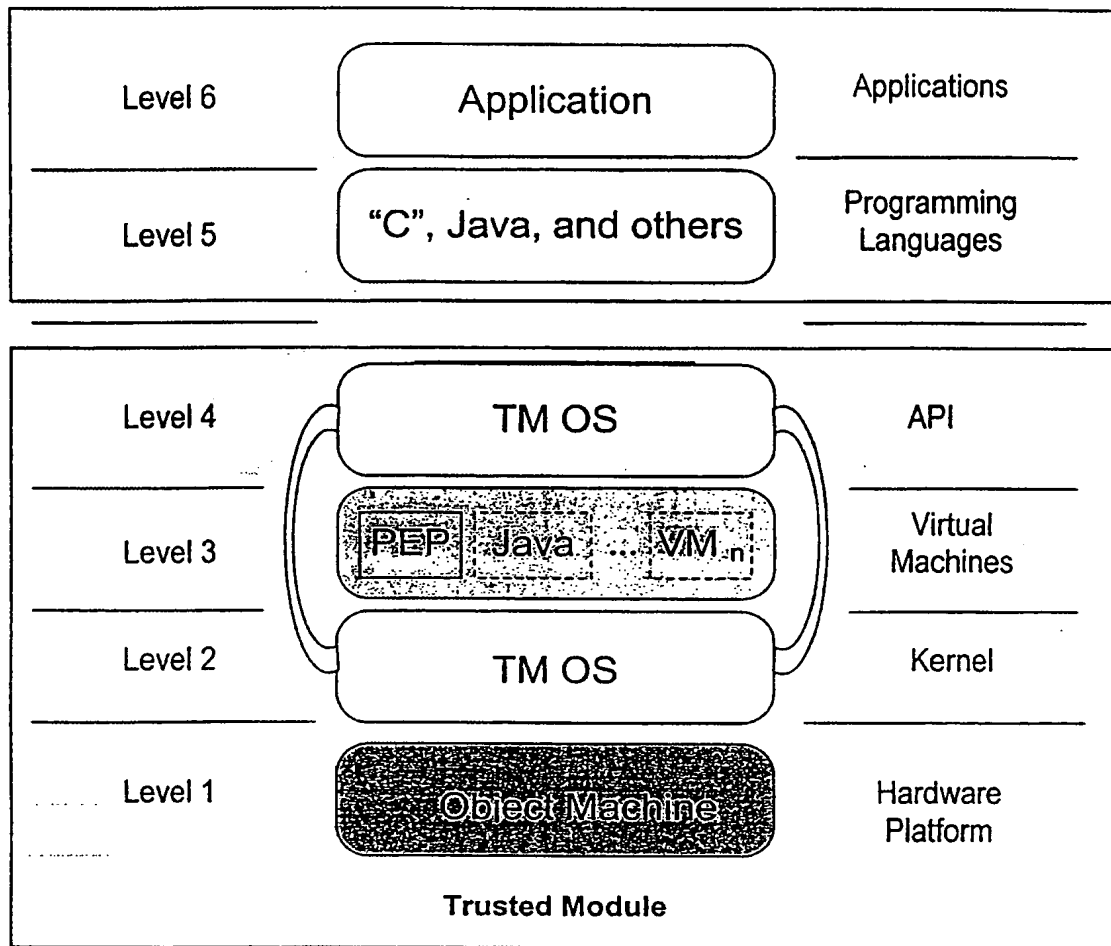 Level 6
Application
Applications
Level 5
“C”, Java, and others
Programming
Languages
Level 4
TM OS
API
Level 3
PEP Java ... VM n
Virtual
Machines
Level 2
TM OS
Kernel
Level 1
Object Machine
Hardware
Platform
Trusted Module